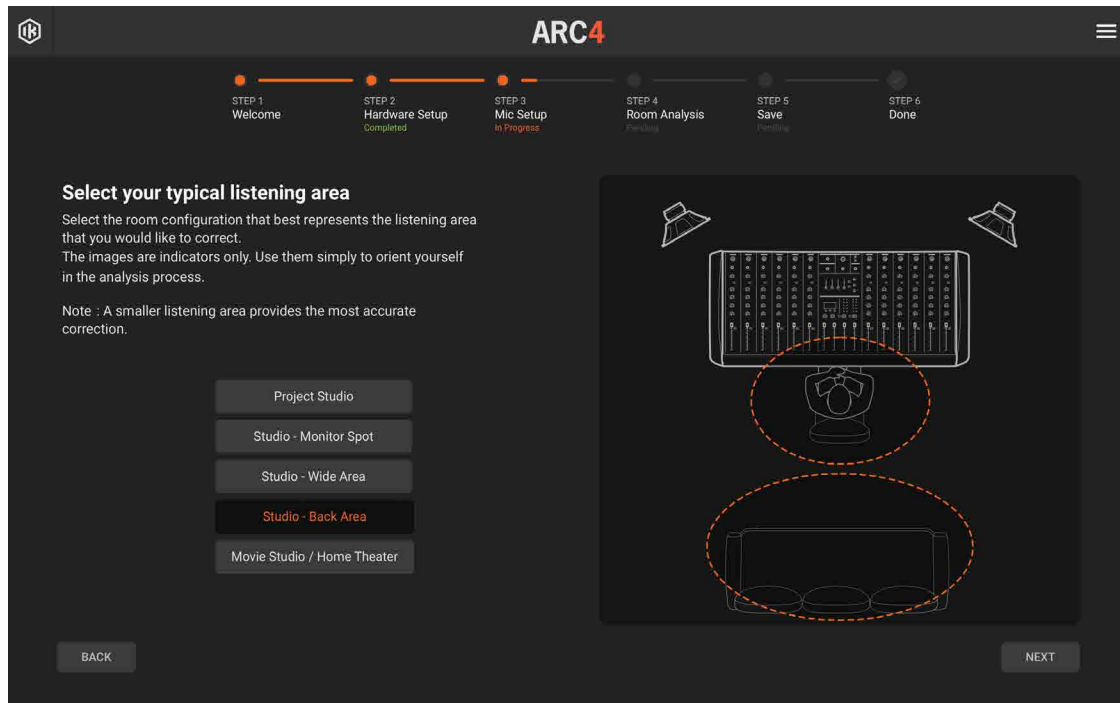 ARC4
STEP 1
Welcome
STEP 2
Hardware Setup
Completed
STEP 3
Mic Setup
In Progress
STEP 4
Room Analysis
Pending
STEP 5
Save
Pending
STEP 6
Done
Select your typical listening area
Select the room configuration that best represents the listening area
that you would like to correct.
The images are indicators only. Use them simply to orient yourself
in the analysis process.
Note : A smaller listening area provides the most accurate
correction.
Project Studio
Studio - Monitor Spot
Studio - Wide Area
Studio - Back Area
Movie Studio / Home Theater
BACK
NEXT